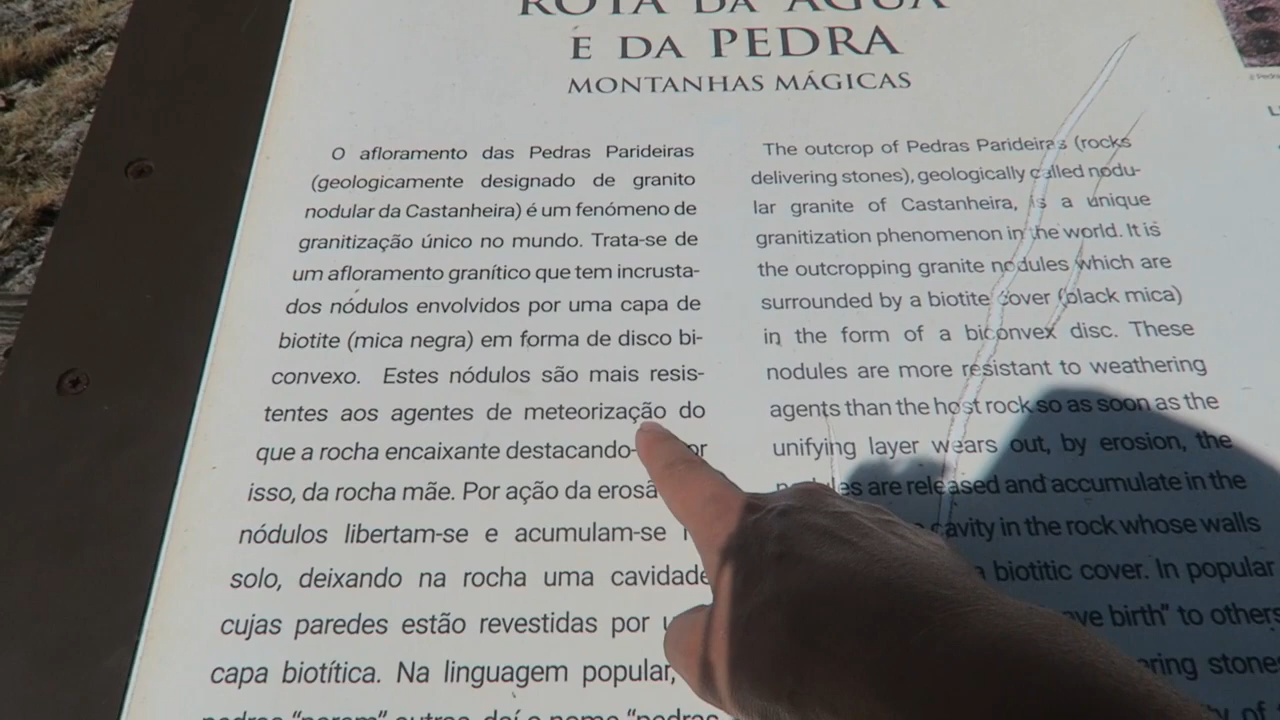 ROTA DA ÁGUA
E DA PEDRA
MONTANHAS MÁGICAS
O afloramento das Pedras Parideiras
(geologicamente designado de granito
nodular da Castanheira) é um fenómeno de
granitização único no mundo. Trata-se de
um afloramento granítico que tem incrusta-
dos nódulos envolvidos por uma capa de
biotite (mica negra) em forma de disco bi-
convexo. Estes nódulos são mais resis-
tentes aos agentes de meteorização do
que a rocha encaixante destacando-
isso, da rocha mãe. Por ação da
nódulos libertam-se e acumulam-se
solo, deixando na rocha uma cavidade
cujas paredes estão revestidas por
capa biotítica. Na linguagem popular,
pedras "parem" outras, daí o nome "pedras
The outcrop of Pedras Parideiras (rocks
delivering stones), geologically called nodu-
lar granite of Castanheira, is a unique
granitization phenomenon in the world. It is
the outcropping granite nodules which are
surrounded by a biotite cover (black mica)
in the form of a biconvex disc. These
nodules are more resistant to weathering
agents than the host rock so as soon as the
unifying layer wears out, by erosion, the
nodules are released and accumulate in the
cavity in the rock whose walls
biotitic cover. In popular
birth" to others
stone
of